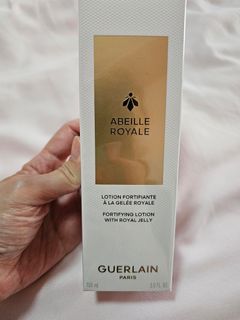 ABEILLE
ROYALE
LOTION FORTIFIANTE
À LA GELÉE ROYALE
FORTIFYING LOTION
WITH ROYAL JELLY
GUERLAIN
PARIS